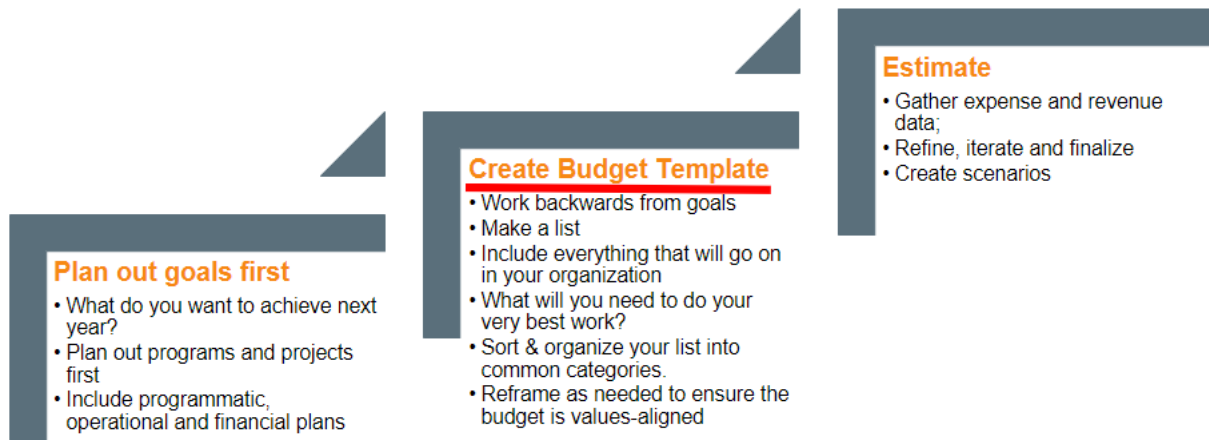 Plan out goals first
• What do you want to achieve next
year?
• Plan out programs and projects
first
• Include programmatic,
operational and financial plans
Create Budget Template
• Work backwards from goals
• Make a list
• Include everything that will go on
in your organization
• What will you need to do your
very best work?
• Sort & organize your list into
common categories.
• Reframe as needed to ensure the
budget is values-aligned
Estimate
• Gather expense and revenue
data;
• Refine, iterate and finalize
• Create scenarios